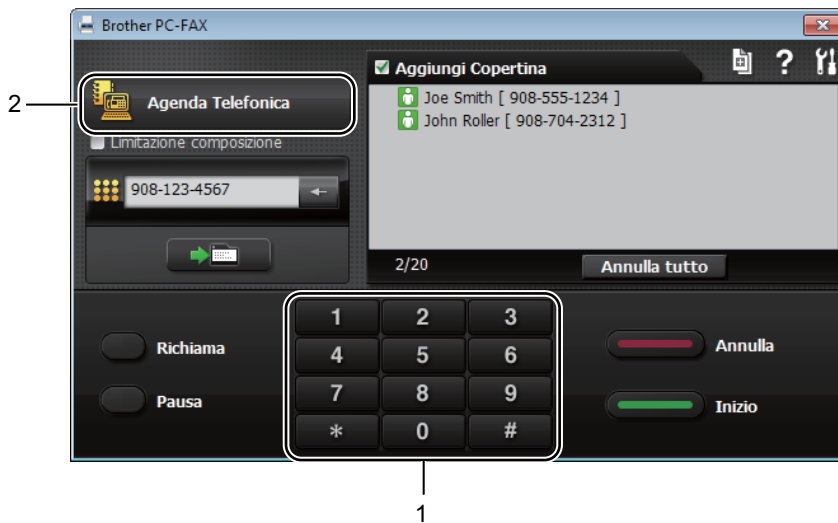 Brother PC-FAX
2
Agenda Telefonica
Limitazione composizione
908-123-4567
Aggiungi Copertina
?
Joe Smith [ 908-555-1234 ]
John Roller [ 908-704-2312 ]
2/20
Annulla tutto
Richiama
Pausa
1 2 3
4 5 6
7 8 9
* 0 #
Annulla
Inizio
1